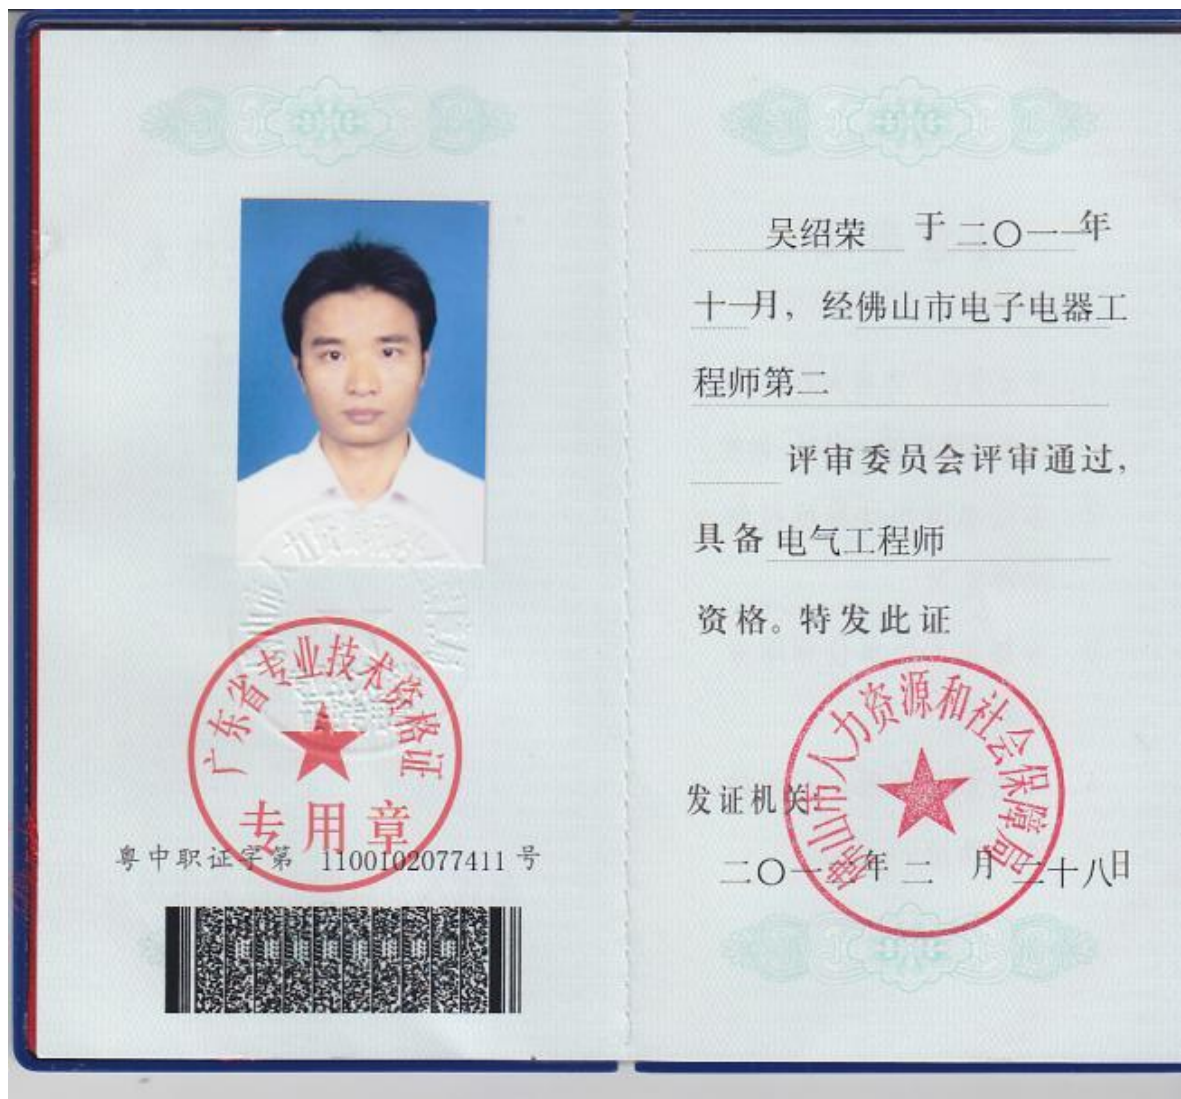 广东省专业技术资格证
专用章
粤中职证字第 1100102077411 号
吴绍荣 于 二〇一一年
十一月，经佛山市电子电器工
程师第二
评审委员会评审通过，
具备 电气工程师
资格。特发此证
佛山市人力资源和社会保障局
发证机关:
年 二 月 二十八日